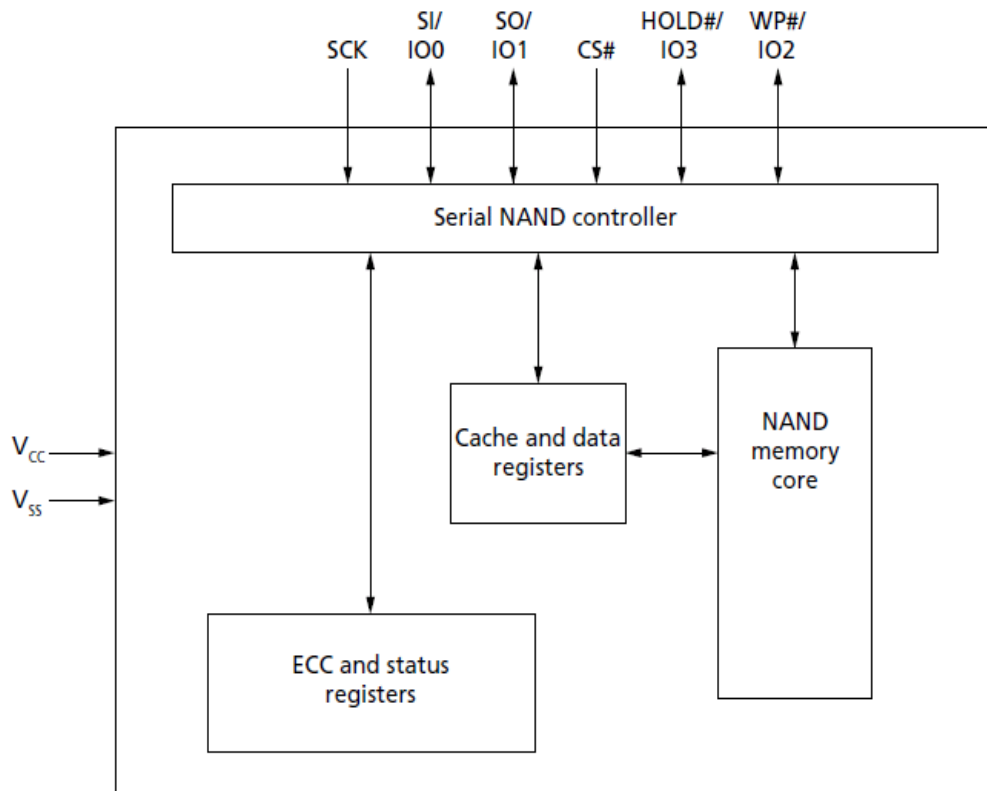 SCK
SI/
IO0
SO/
IO1
CS#
HOLD#/
IO3
WP#/
IO2
Serial NAND controller
Cache and data
registers
NAND
memory
core
VCC
VSS
ECC and status
registers